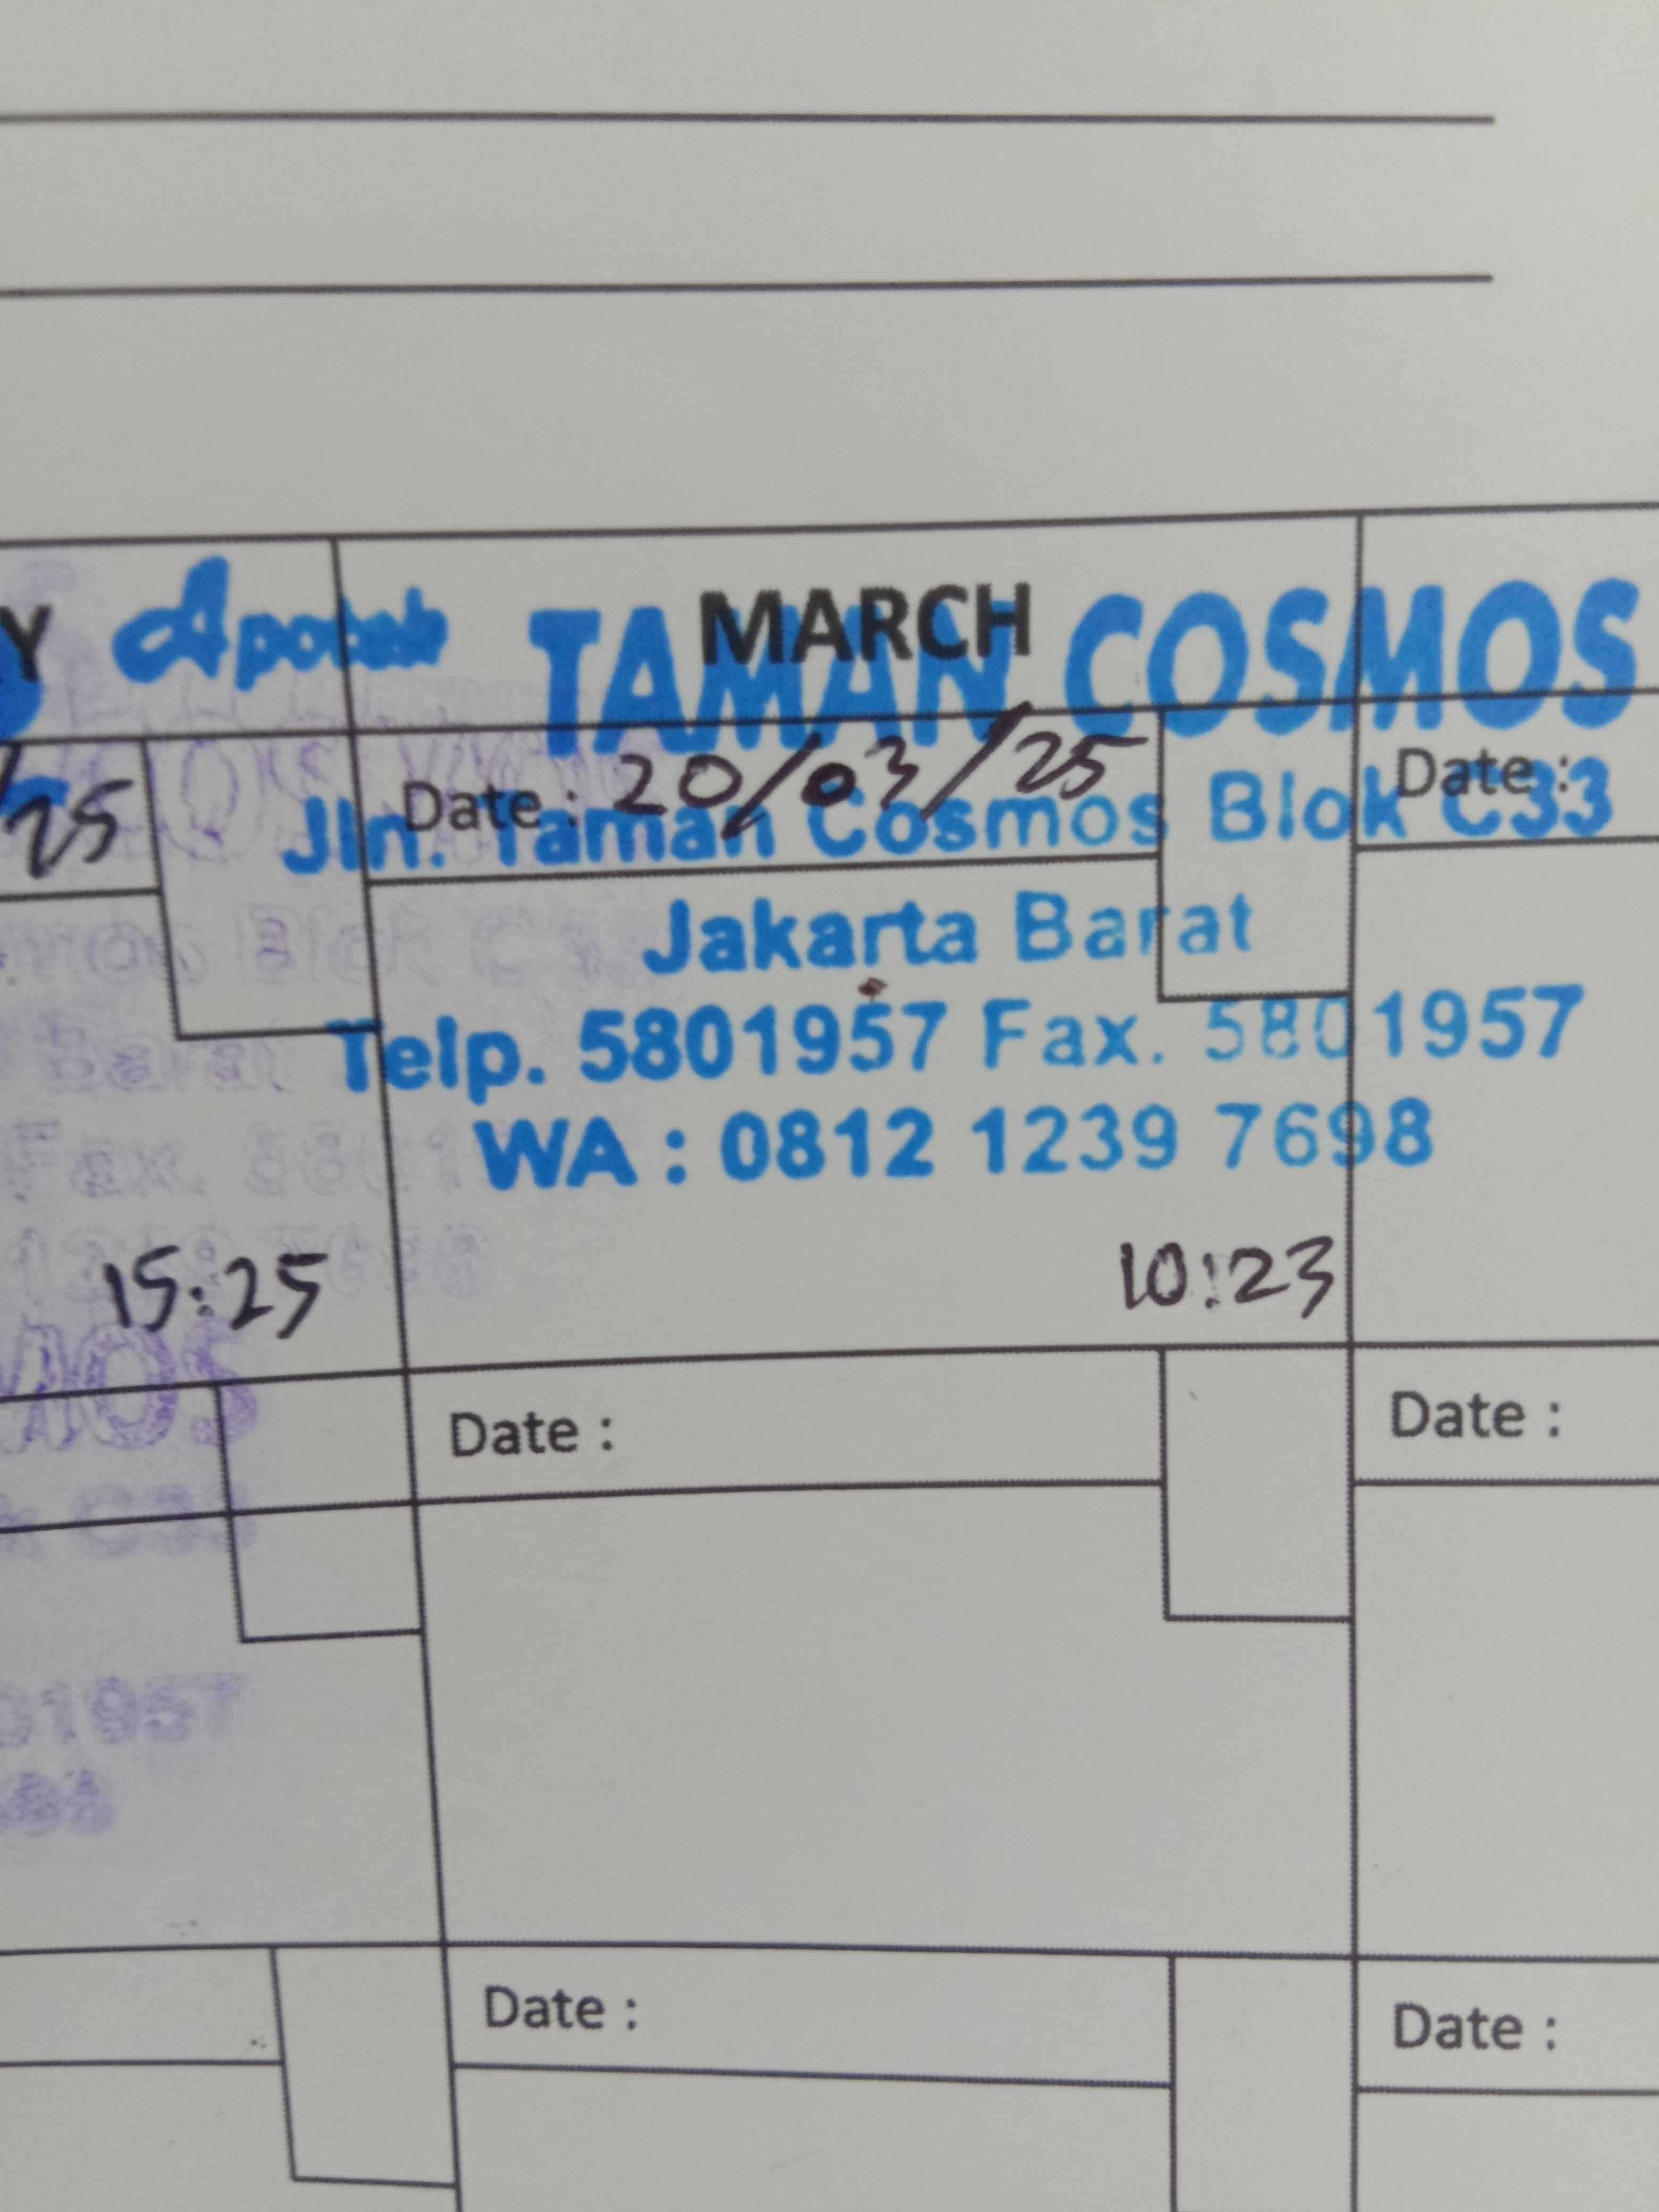 Y Apotek TAMAN COSMOS
MARCH
25 Date : 20/03/25 Date :
Jln. Taman Cosmos Blok C33
Jakarta Barat
Telp. 5801957 Fax. 5801957
WA : 0812 1239 7698
15:25 10:23
Date : Date :
Date : Date :